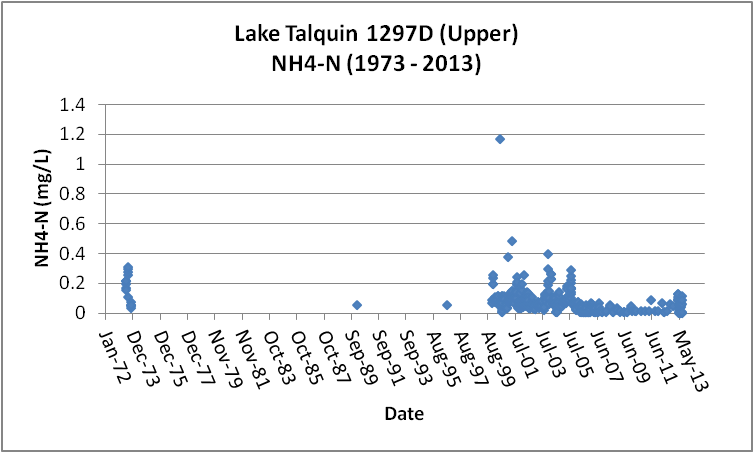 Lake Talquin 1297D (Upper)
NH4-N (1973 - 2013)
NH4-N (mg/L)
1.4
1.2
1
0.8
0.6
0.4
0.2
0
Jan-72
Dec-73
Dec-75
Dec-77
Nov-79
Nov-81
Oct-83
Oct-85
Oct-87
Sep-89
Sep-91
Sep-93
Aug-95
Aug-97
Aug-99
Jul-01
Jul-03
Jul-05
Jun-07
Jun-09
Jun-11
May-13
Date